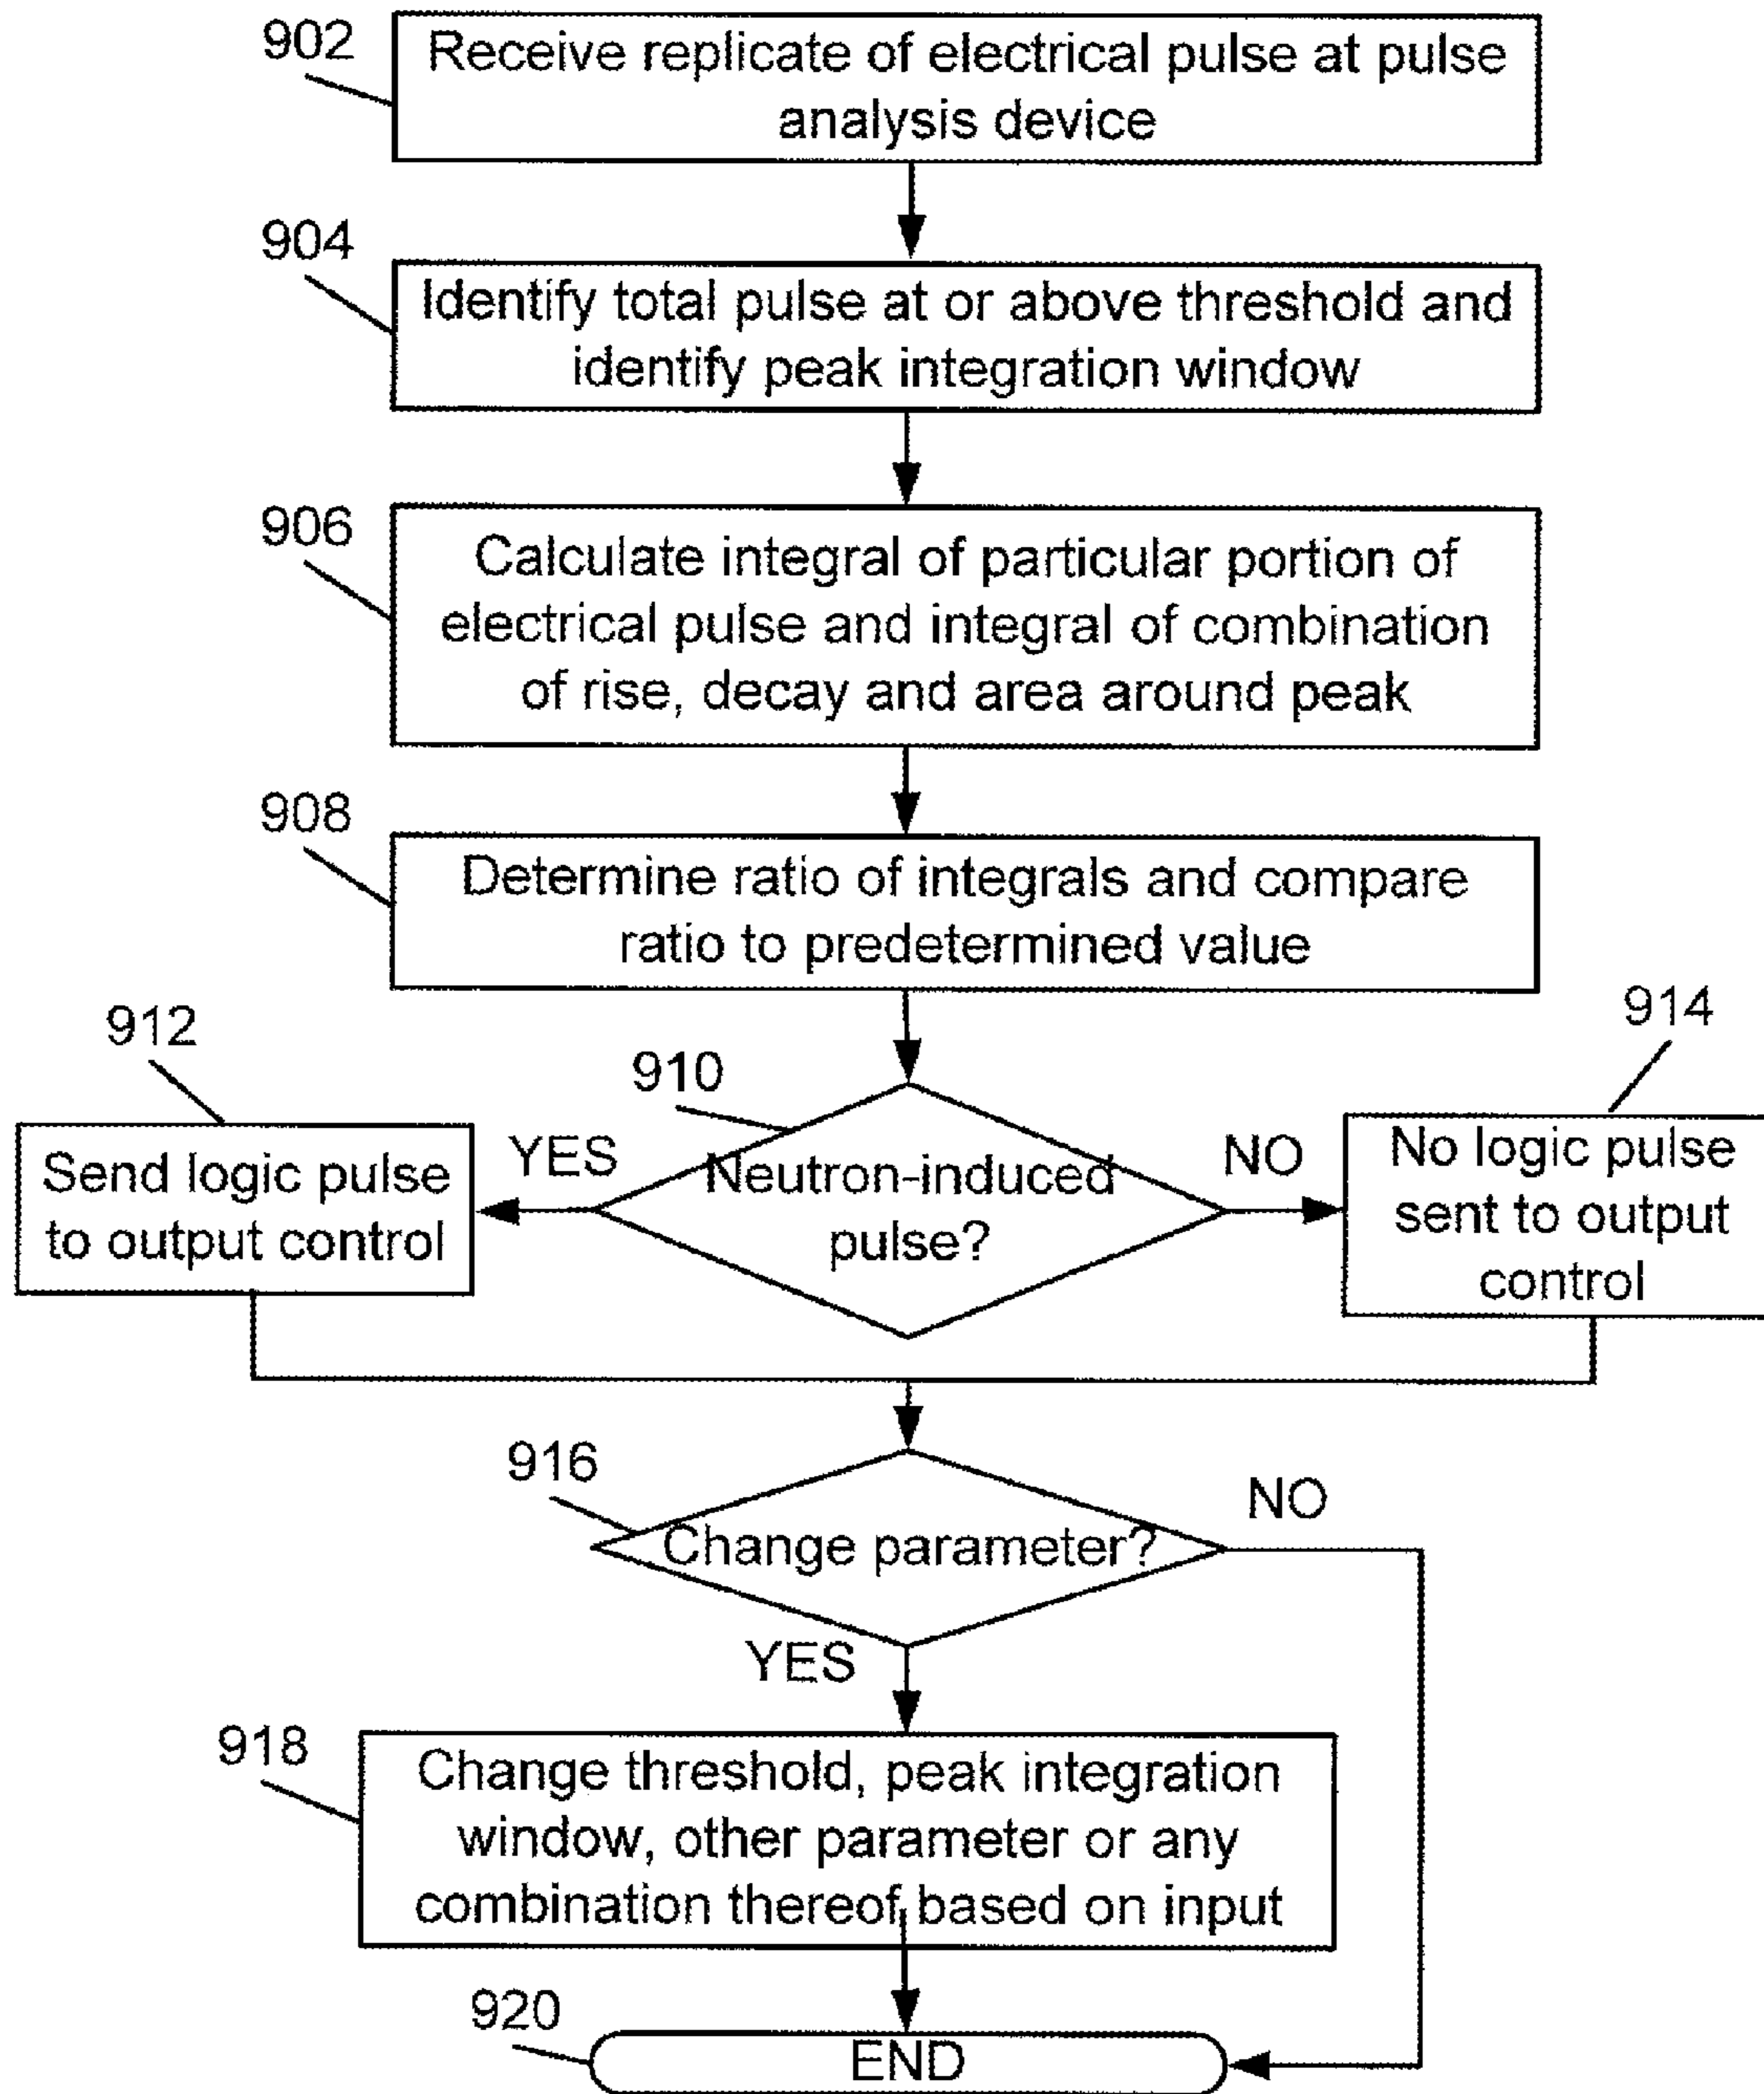 902
Receive replicate of electrical pulse at pulse
analysis device
904
Identify total pulse at or above threshold and
identify peak integration window
906
Calculate integral of particular portion of
electrical pulse and integral of combination
of rise, decay and area around peak
908
Determine ratio of integrals and compare
ratio to predetermined value
912
914
910
Send logic pulse
to output control
YES
Neutron-induced
pulse?
NO
No logic pulse
sent to output
control
916
Change parameter?
NO
YES
918
Change threshold, peak integration
window, other parameter or any
combination thereof based on input
920
END